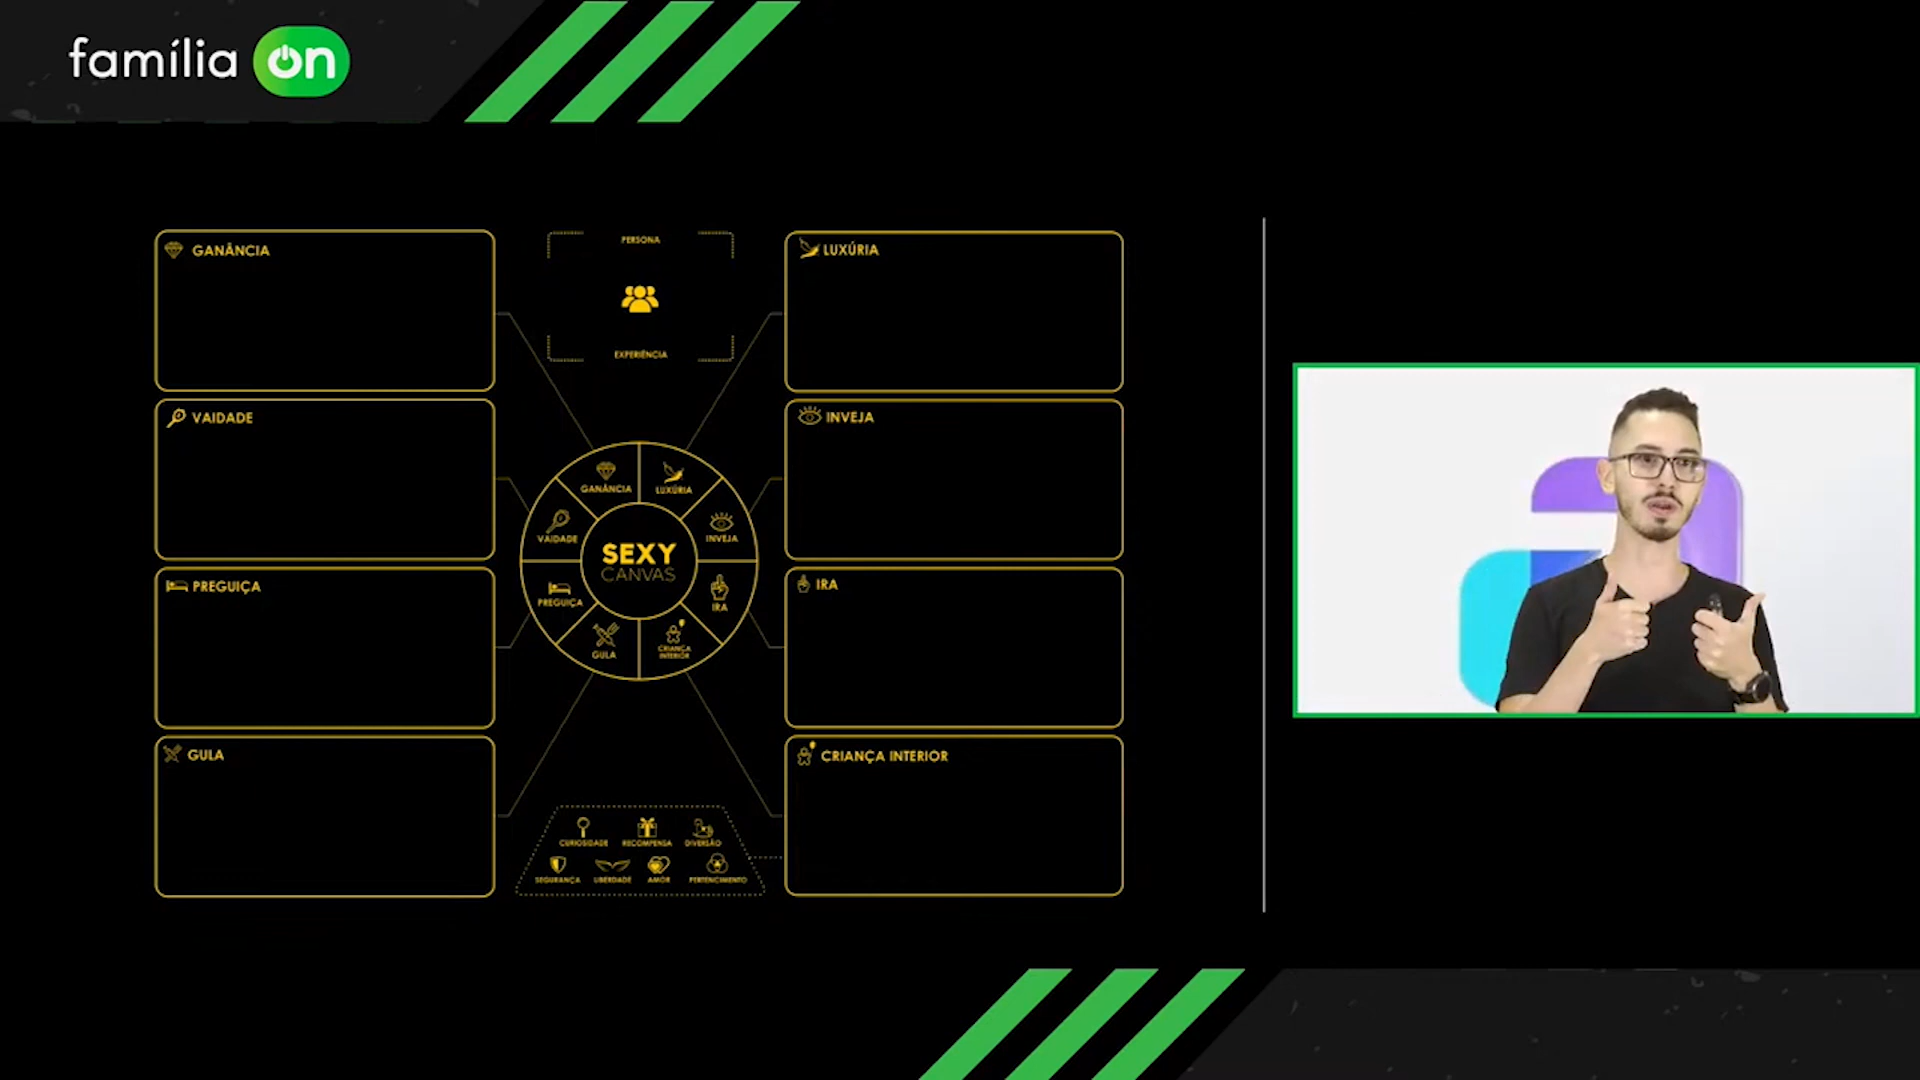 família on
GANÂNCIA
PERSONA
EXPERIÊNCIA
LUXÚRIA
VAIDADE
INVEJA
PREGUIÇA
IRA
GULA
CRIANÇA INTERIOR
GANÂNCIA
LUXÚRIA
VAIDADE
INVEJA
SEXY
CANVAS
PREGUIÇA
IRA
GULA
CRIANÇA
INTERIOR
CURIOSIDADE RECOMPENSA DIVERSÃO
SEGURANÇA LIBERDADE AMOR PERTENCIMENTO